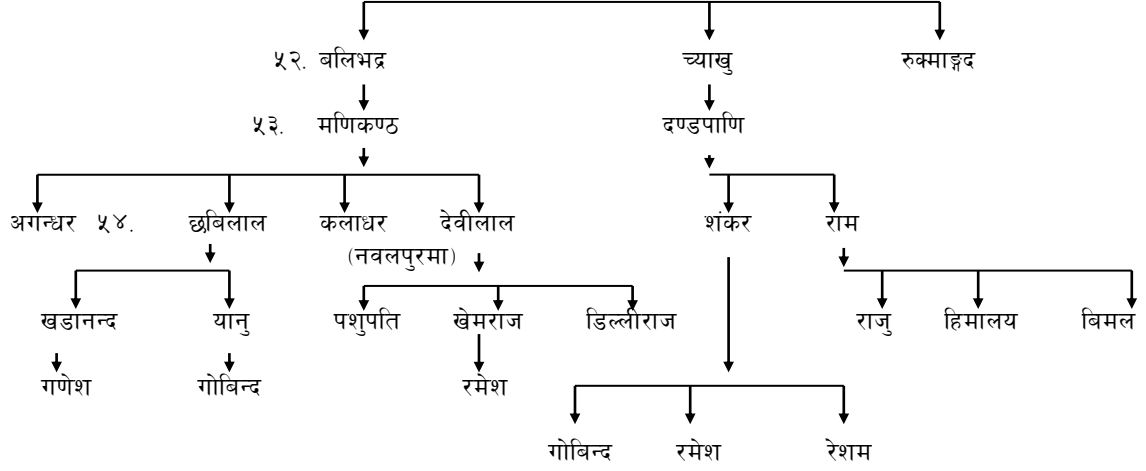 ५२. बलिभद्र च्याखु रुक्माङ्गद
५३. मणिकण्ठ दण्डपाणि
अगन्धर ५४. छबिलाल कलाधर देवीलाल शंकर राम
(नवलपुरमा)
खडानन्द यानु पशुपति खेमराज डिल्लीराज राजु हिमालय बिमल
गणेश गोबिन्द रमेश
गोबिन्द रमेश रेशम